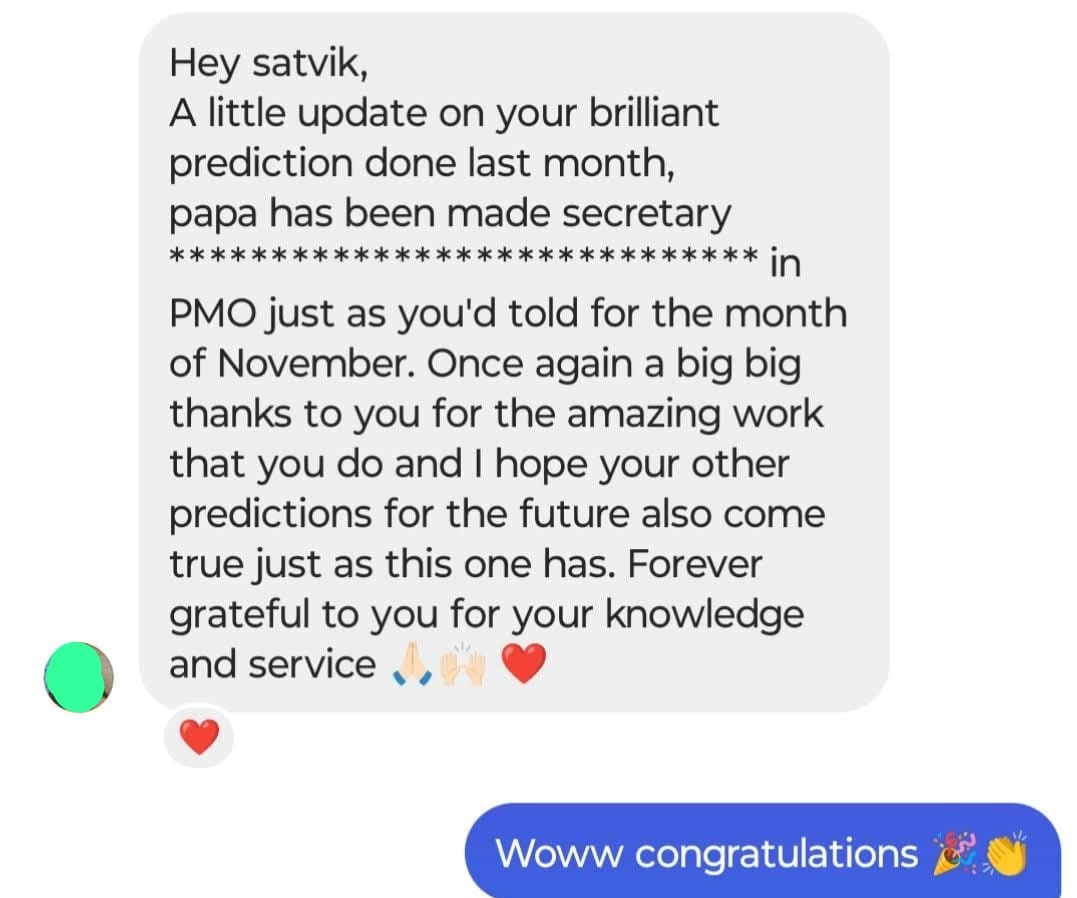 Hey satvik,
A little update on your brilliant
prediction done last month,
papa has been made secretary
***************************** in
PMO just as you'd told for the month
of November. Once again a big big
thanks to you for the amazing work
that you do and I hope your other
predictions for the future also come
true just as this one has. Forever
grateful to you for your knowledge
and service 🙏🏻🙌🏻 ❤️
❤️
Woww congratulations 🎉👏